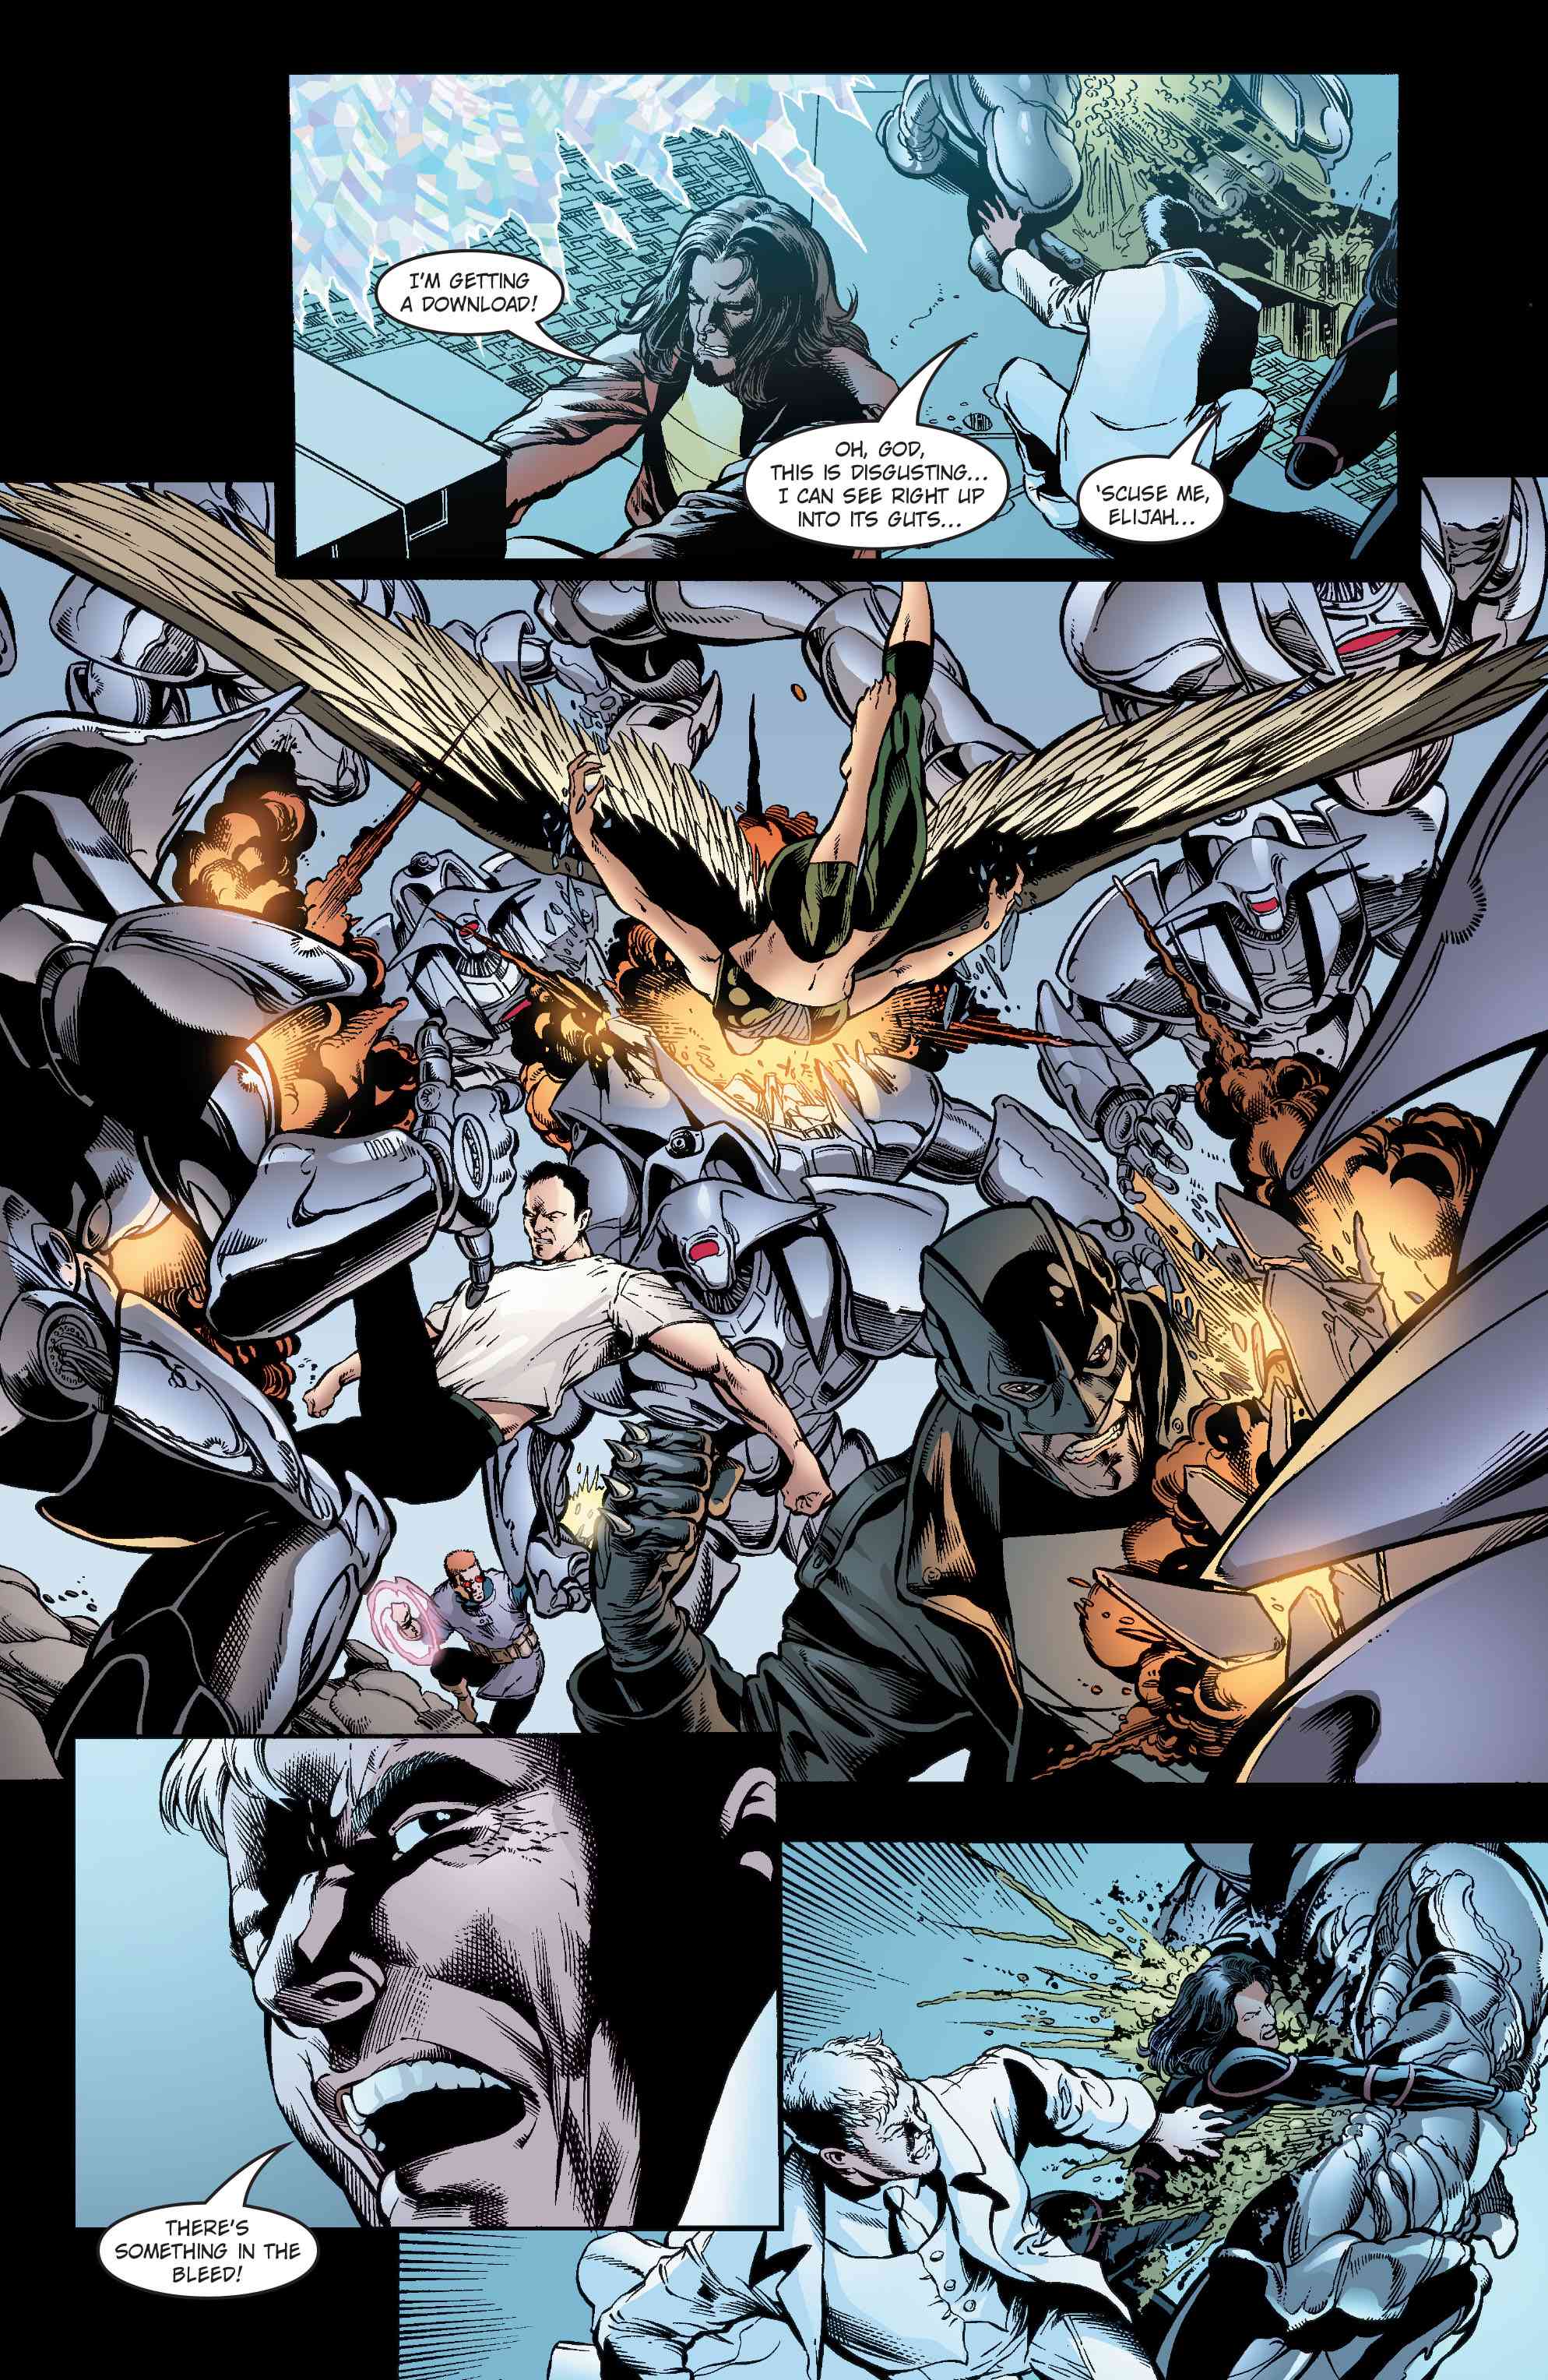 I'M GETTING
A DOWNLOAD!
OH, GOD,
THIS IS DISGUSTING...
I CAN SEE RIGHT UP
INTO ITS GUTS...
'SCUSE ME,
ELIJAH...
THERE'S
SOMETHING IN THE
BLEED!